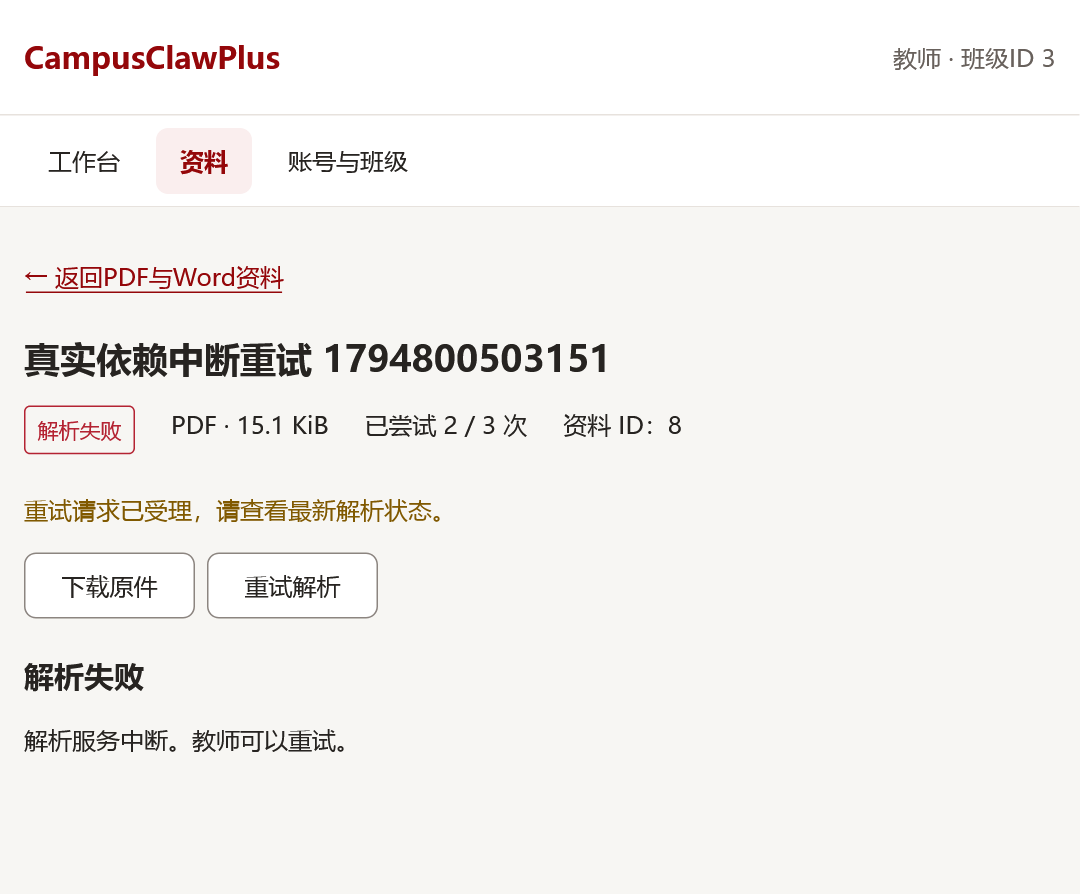 CampusClawPlus
教师 · 班级ID 3
工作台 资料 账号与班级
← 返回PDF与Word资料
真实依赖中断重试 1794800503151
解析失败 PDF · 15.1 KiB 已尝试 2 / 3 次 资料 ID：8
重试请求已受理，请查看最新解析状态。
下载原件 重试解析
解析失败
解析服务中断。教师可以重试。